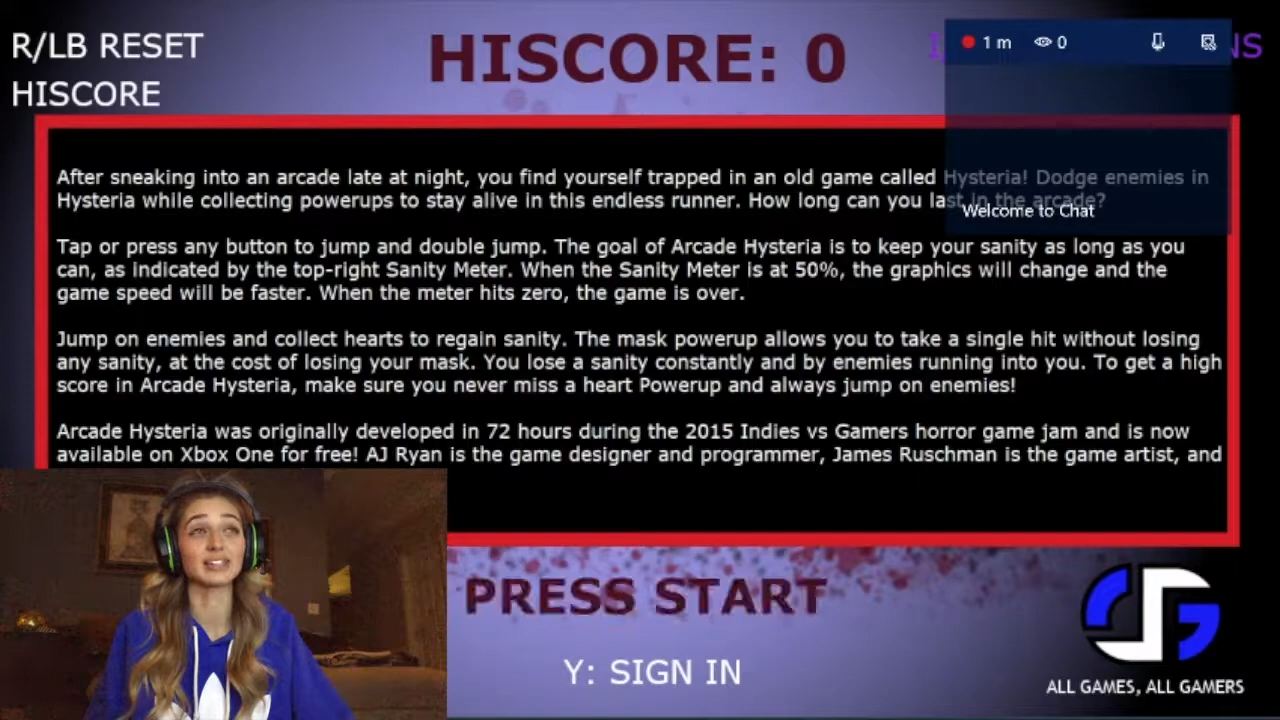 R/LB RESET
HISCORE
HISCORE: 0
1 m
0
Welcome to Chat
After sneaking into an arcade late at night, you find yourself trapped in an old game called Hysteria! Dodge enemies in
Hysteria while collecting powerups to stay alive in this endless runner. How long can you last in the arcade?
Tap or press any button to jump and double jump. The goal of Arcade Hysteria is to keep your sanity as long as you
can, as indicated by the top-right Sanity Meter. When the Sanity Meter is at 50%, the graphics will change and the
game speed will be faster. When the meter hits zero, the game is over.
Jump on enemies and collect hearts to regain sanity. The mask powerup allows you to take a single hit without losing
any sanity, at the cost of losing your mask. You lose a sanity constantly and by enemies running into you. To get a high
score in Arcade Hysteria, make sure you never miss a heart Powerup and always jump on enemies!
Arcade Hysteria was originally developed in 72 hours during the 2015 Indies vs Gamers horror game jam and is now
available on Xbox One for free! AJ Ryan is the game designer and programmer, James Ruschman is the game artist, and
PRESS START
Y: SIGN IN
ALL GAMES, ALL GAMERS